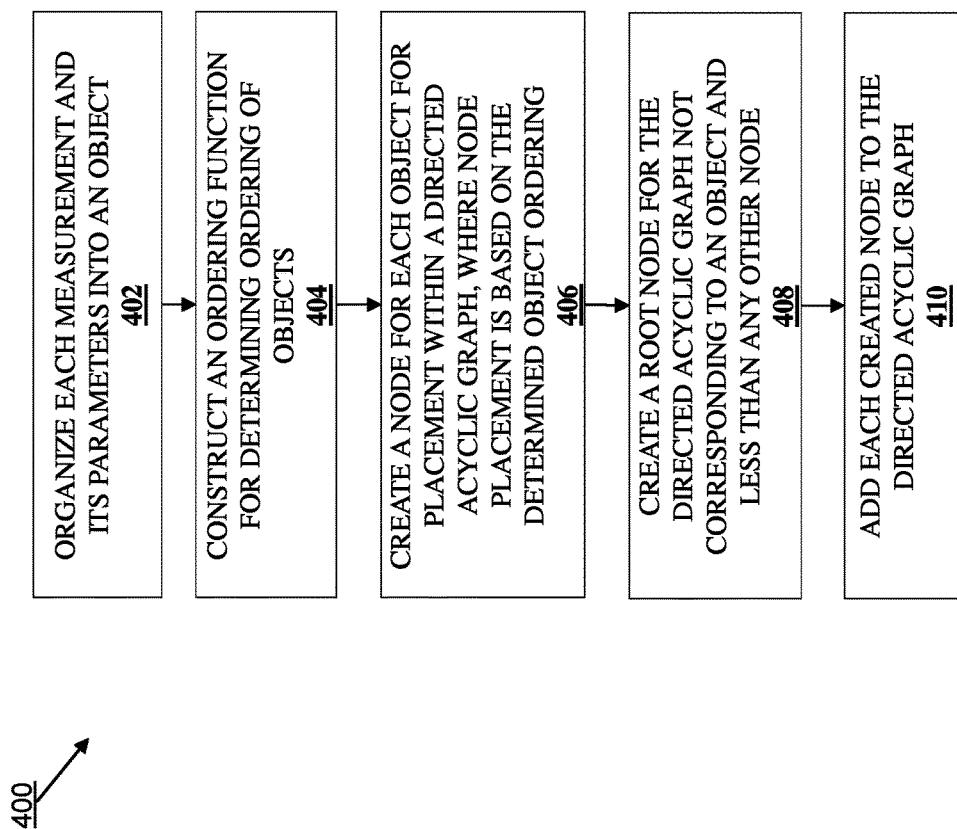 400
ORGANIZE EACH MEASUREMENT AND
ITS PARAMETERS INTO AN OBJECT
402
CONSTRUCT AN ORDERING FUNCTION
FOR DETERMINING ORDERING OF
OBJECTS
404
CREATE A NODE FOR EACH OBJECT FOR
PLACEMENT WITHIN A DIRECTED
ACYCLIC GRAPH, WHERE NODE
PLACEMENT IS BASED ON THE
DETERMINED OBJECT ORDERING
406
CREATE A ROOT NODE FOR THE
DIRECTED ACYCLIC GRAPH NOT
CORRESPONDING TO AN OBJECT AND
LESS THAN ANY OTHER NODE
408
ADD EACH CREATED NODE TO THE
DIRECTED ACYCLIC GRAPH
410